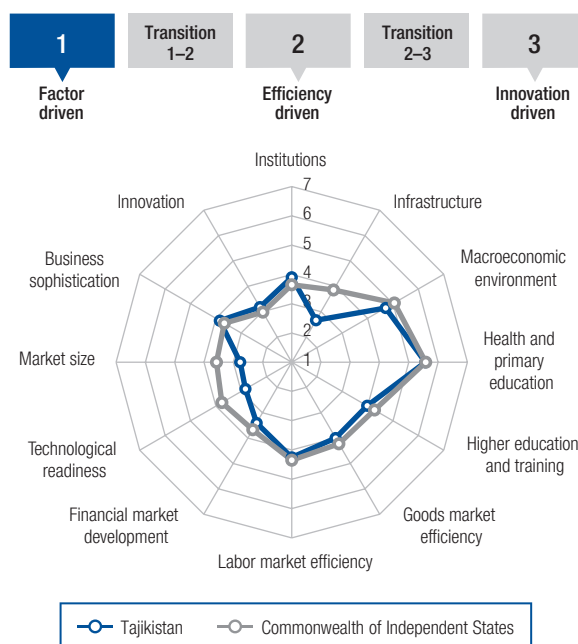 1
Transition
1–2
2
Transition
2–3
3
Factor
driven
Efficiency
driven
Innovation
driven
Institutions
7
6
5
4
3
2
1
Innovation
Infrastructure
Business
sophistication
Macroeconomic
environment
Market size
Health and
primary
education
Technological
readiness
Higher education
and training
Financial market
development
Goods market
efficiency
Labor market efficiency
Tajikistan
Commonwealth of Independent States